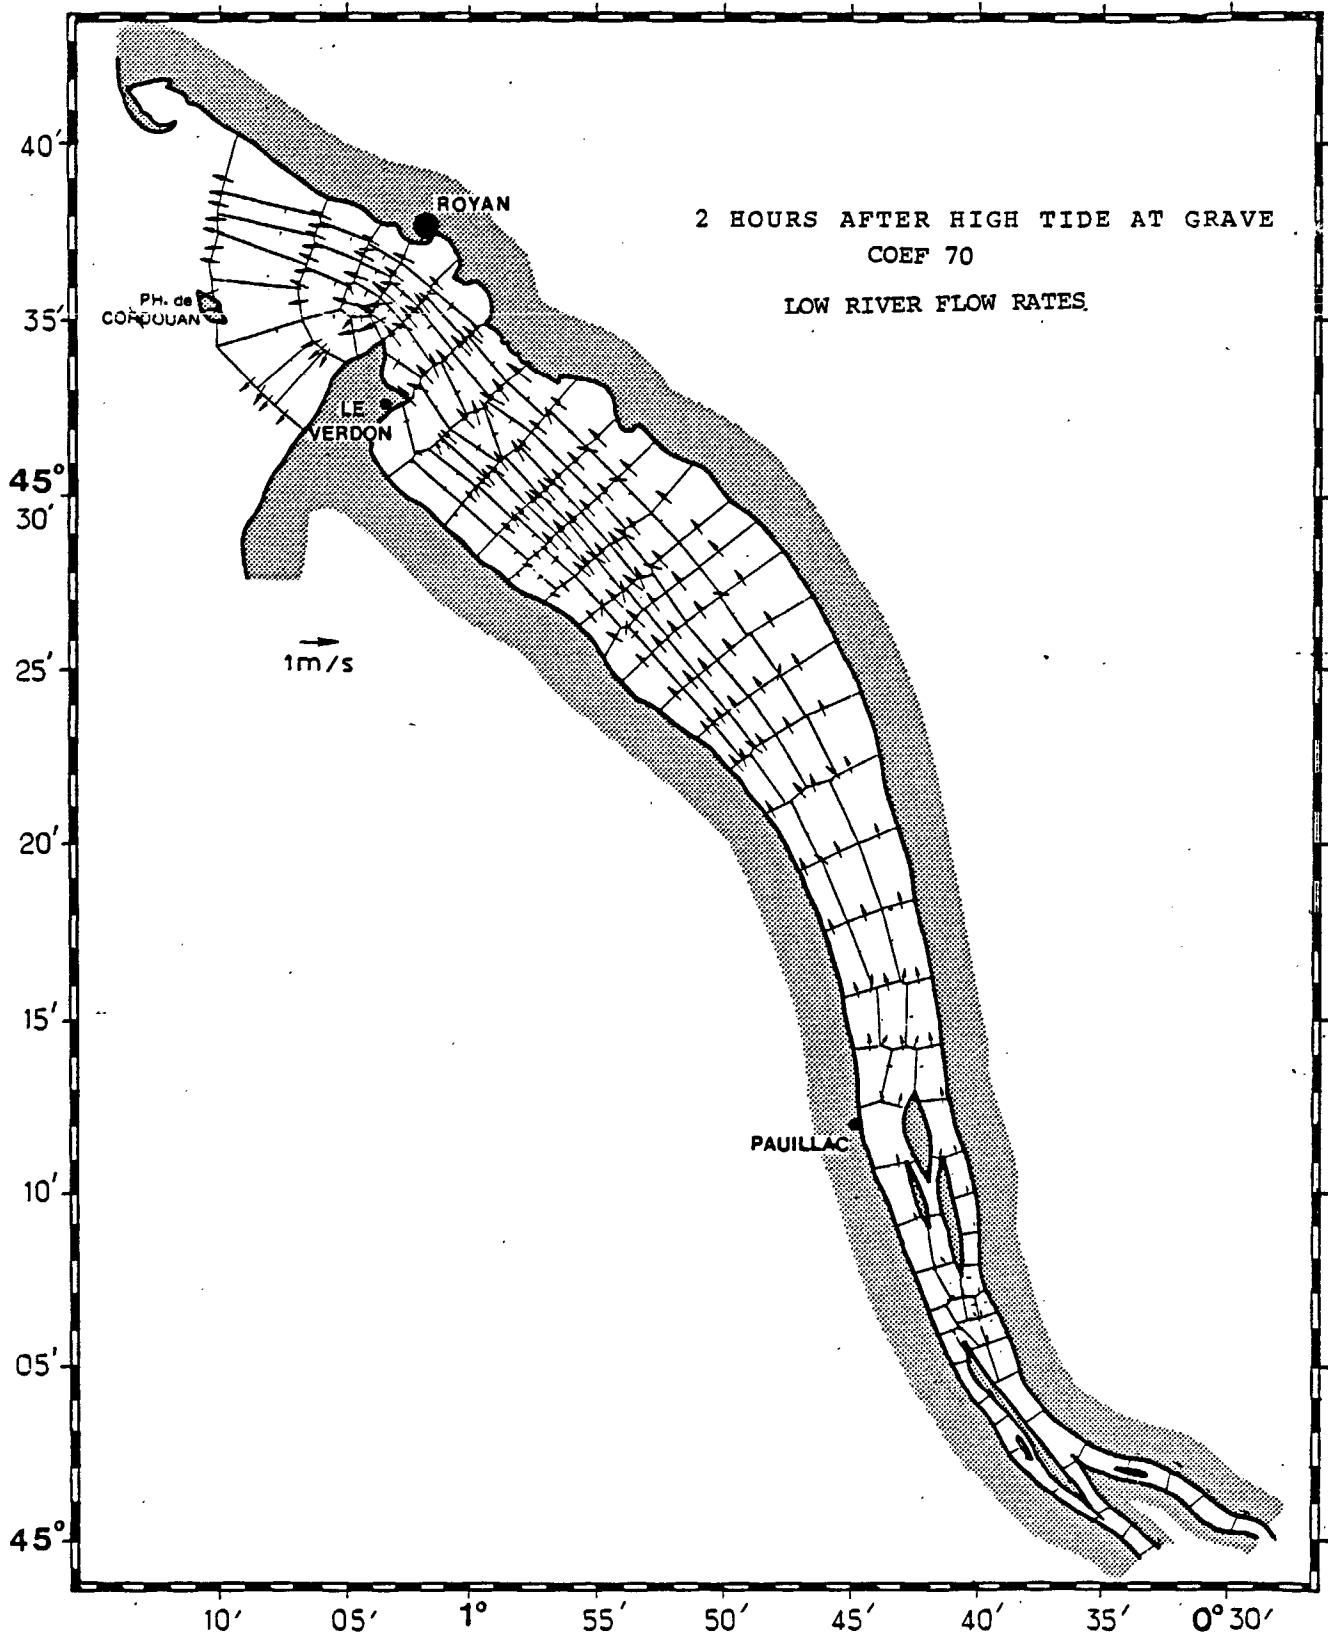 40′
ROYAN
2 HOURS AFTER HIGH TIDE AT GRAVE
COEF 70
LOW RIVER FLOW RATES.
PH. de
CORDOUAN
35′
LE
VERDON
45°
30′
1m/s
25′
20′
15′
PAUILLAC
10′
05′
45°
10′ 05′ 1° 55′ 50′ 45′ 40′ 35′ 0° 30′